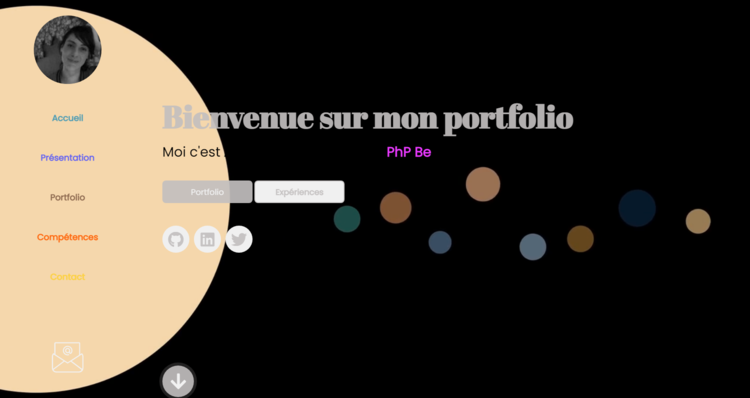 Accueil
Présentation
Portfolio
Compétences
Contact
Bienvenue sur mon portfolio
Moi c'est
PhP Be
Portfolio
Expériences